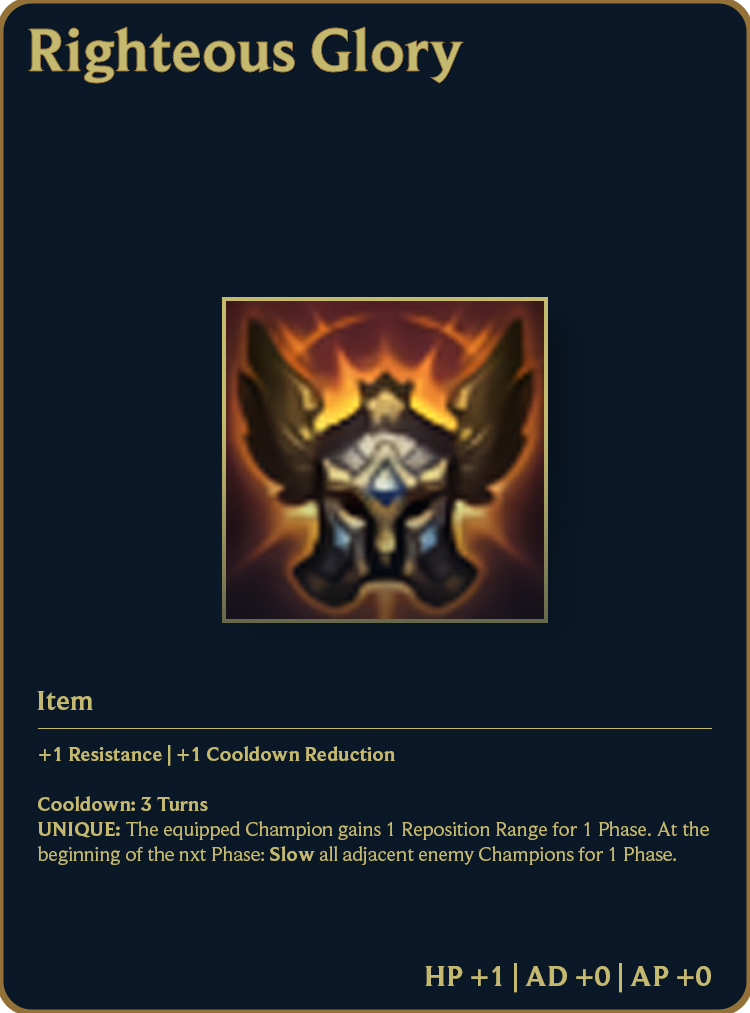 Righteous Glory
Item
+1 Resistance | +1 Cooldown Reduction
Cooldown: 3 Turns
UNIQUE: The equipped Champion gains 1 Reposition Range for 1 Phase. At the
beginning of the nxt Phase: Slow all adjacent enemy Champions for 1 Phase.
HP +1 | AD +0 | AP +0